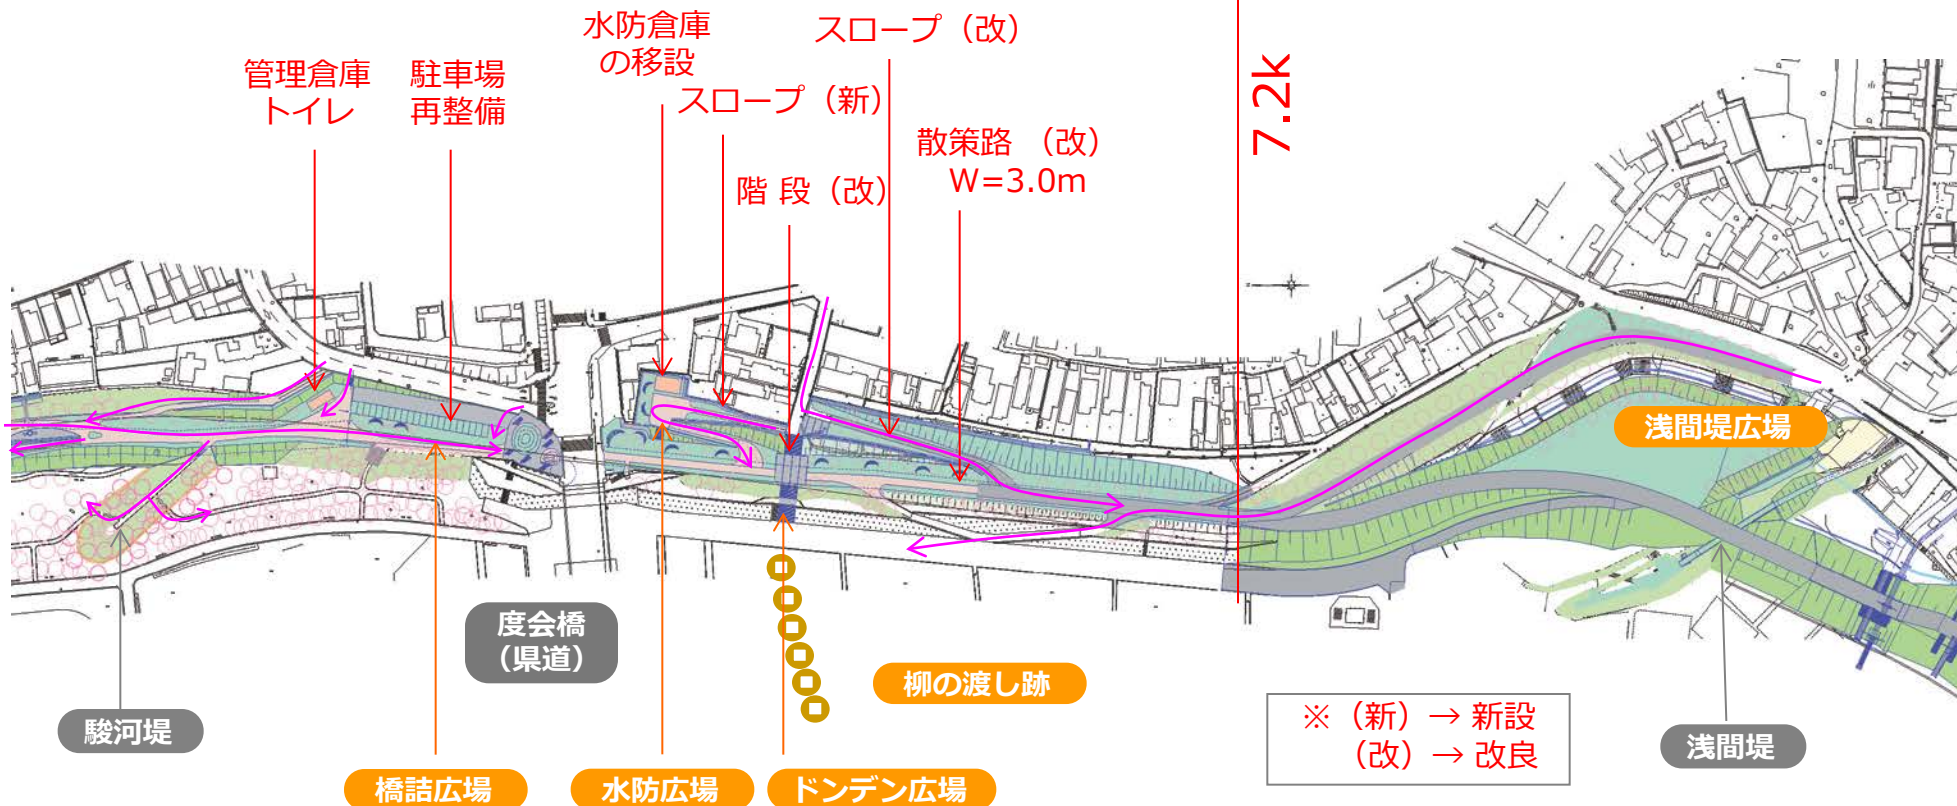 管理倉庫
トイレ
駐車場
再整備
水防倉庫
の移設
スロープ（新）
階 段（改）
スロープ（改）
散策路 （改）
W=3.0m
7.2k
浅間堤広場
度会橋
（県道）
柳の渡し跡
駿河堤
橋詰広場
水防広場
ドンデン広場
※（新）→ 新設
（改）→ 改良
浅間堤